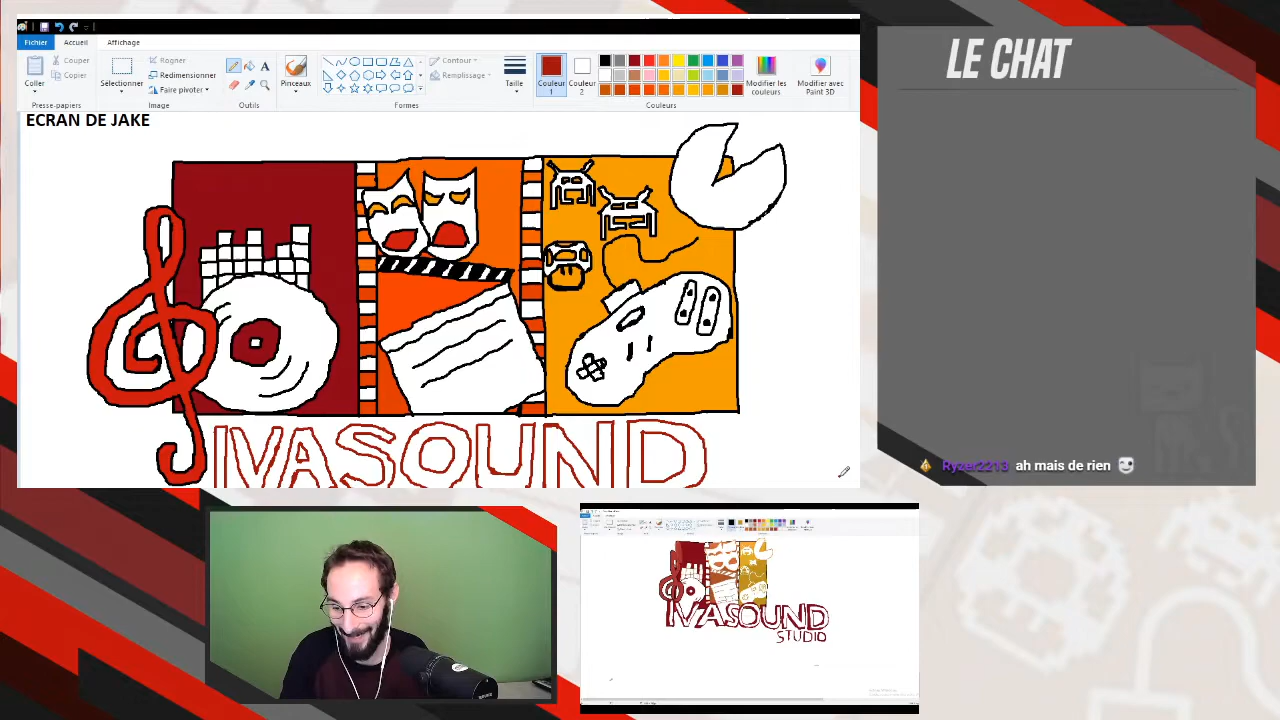 Fichier Accueil Affichage
Coller
Couper
Copier
Presse-papiers
Sélectionner
Rogner
Redimensionner
Faire pivoter
Image
Outils
Pinceaux
Contour
Remplissage
Formes
Taille
Couleur 1
Couleur 2
Couleurs
Modifier les couleurs
Modifier avec Paint 3D
ECRAN DE JAKE
IVASOUND
LE CHAT
Ryzer2213 ah mais de rien
IVASOUND
STUDIO